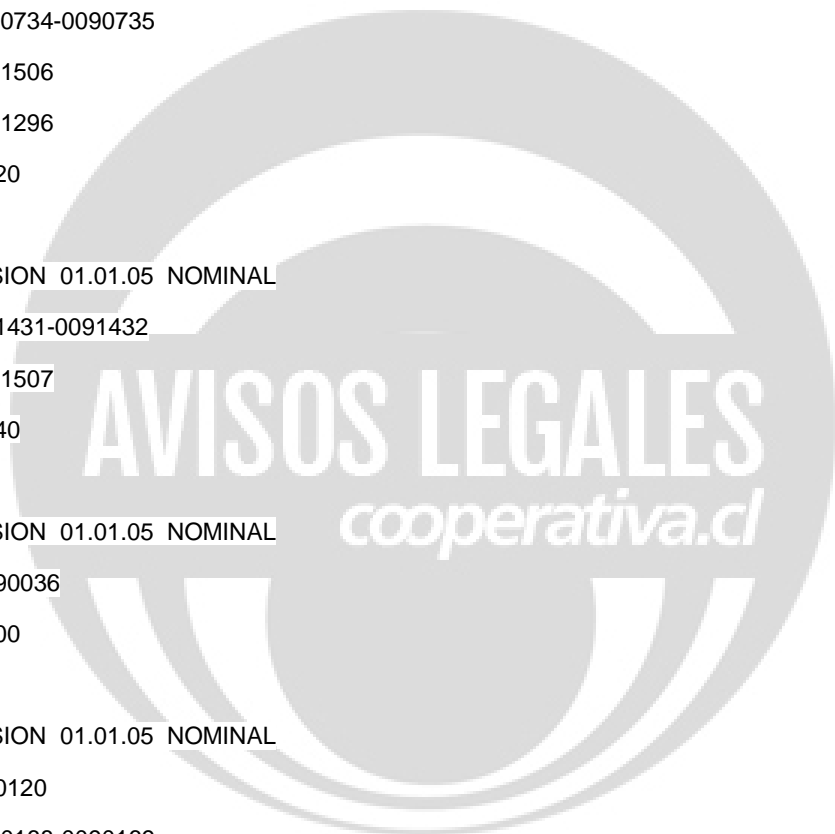 0734-0090735
1506
1296
20
SION 01.01.05 NOMINAL
1431-0091432
1507
AVISOS LEGALES
40
cooperativa.cl
SION 01.01.05 NOMINAL
90036
00
SION 01.01.05 NOMINAL
0120